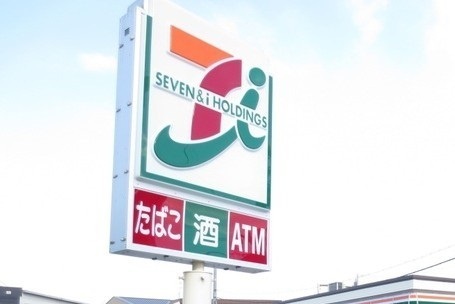 SEVEN & i HOLDINGS
たばこ 酒 ATM